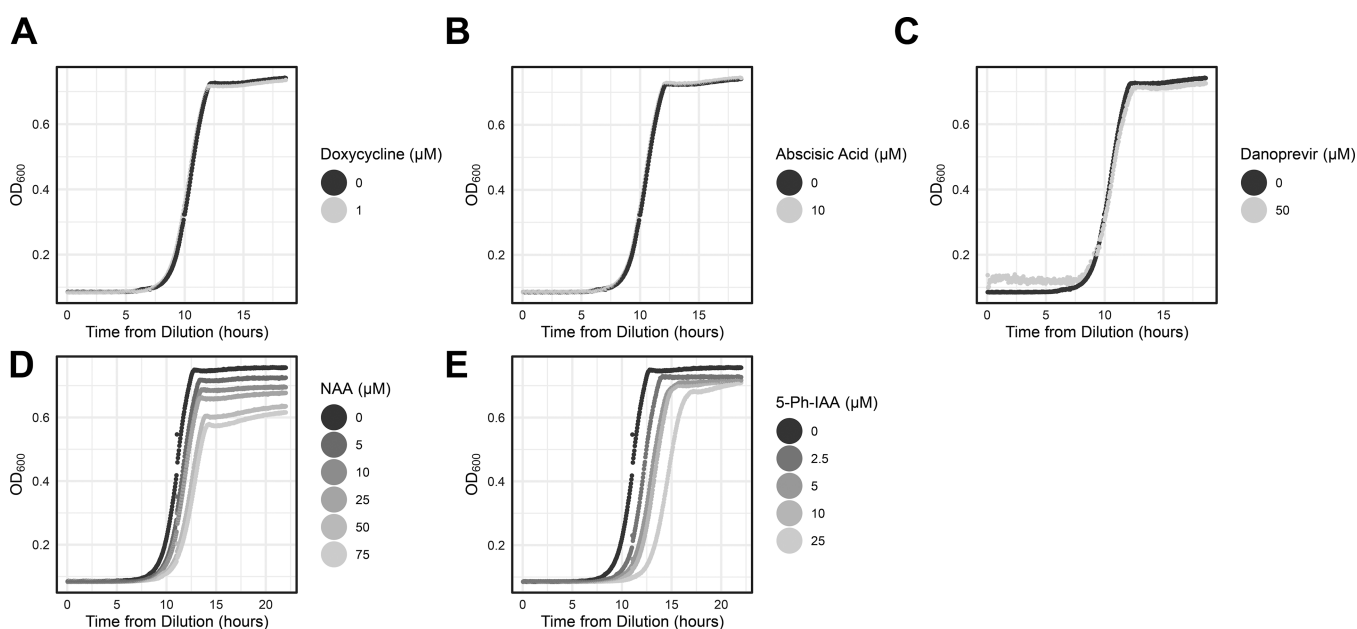 A
B
C
OD600
0.6
0.4
0.2
0
5
10
15
Time from Dilution (hours)
Doxycycline (µM)
0
1
OD600
0.6
0.4
0.2
0
5
10
15
Time from Dilution (hours)
Abscisic Acid (µM)
0
10
OD600
0.6
0.4
0.2
0
5
10
15
Time from Dilution (hours)
Danoprevir (µM)
0
50
D
E
OD600
0.6
0.4
0.2
0
5
10
15
20
Time from Dilution (hours)
NAA (µM)
0
5
10
25
50
75
OD600
0.6
0.4
0.2
0
5
10
15
20
Time from Dilution (hours)
5-Ph-IAA (µM)
0
2.5
5
10
25